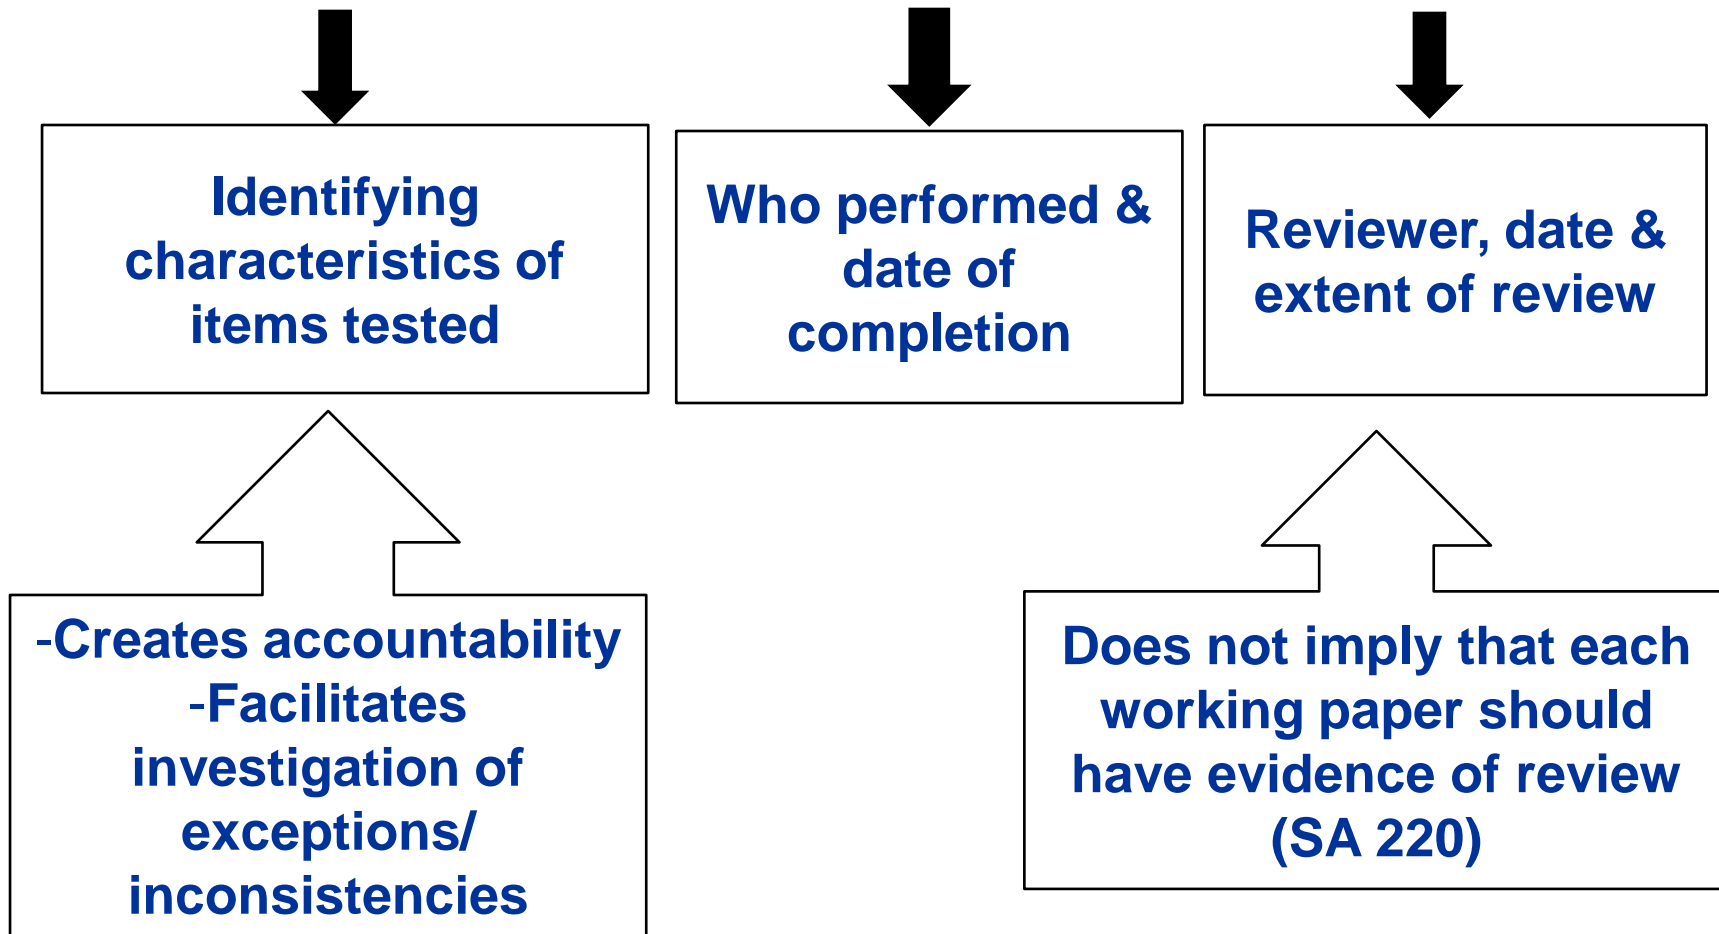 Identifying
characteristics of
items tested
Who performed &
date of
completion
Reviewer, date &
extent of review
-Creates accountability
-Facilitates
investigation of
exceptions/
inconsistencies
Does not imply that each
working paper should
have evidence of review
(SA 220)